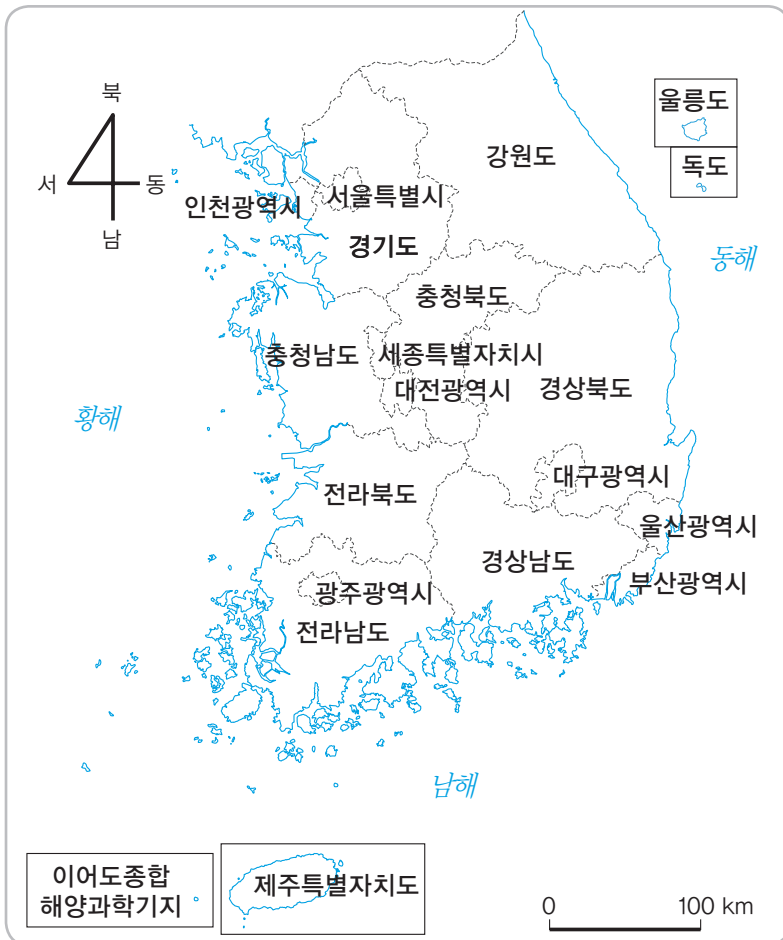 북
서
동
남
울릉도
독도
강원도
서울특별시
인천광역시
경기도
동해
충청북도
충청남도
세종특별자치시
대전광역시
경상북도
황해
대구광역시
전라북도
울산광역시
경상남도
부산광역시
광주광역시
전라남도
남해
이어도종합
해양과학기지
제주특별자치도
0
100 km